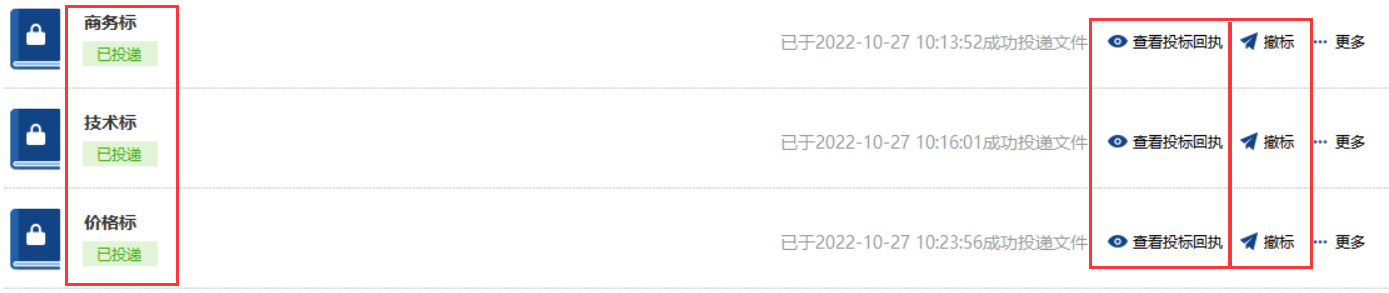 商务标
已投递
已于2022-10-27 10:13:52成功投递文件 查看投标回执 撤标 ··· 更多
技术标
已投递
已于2022-10-27 10:16:01成功投递文件 查看投标回执 撤标 ··· 更多
价格标
已投递
已于2022-10-27 10:23:56成功投递文件 查看投标回执 撤标 ··· 更多